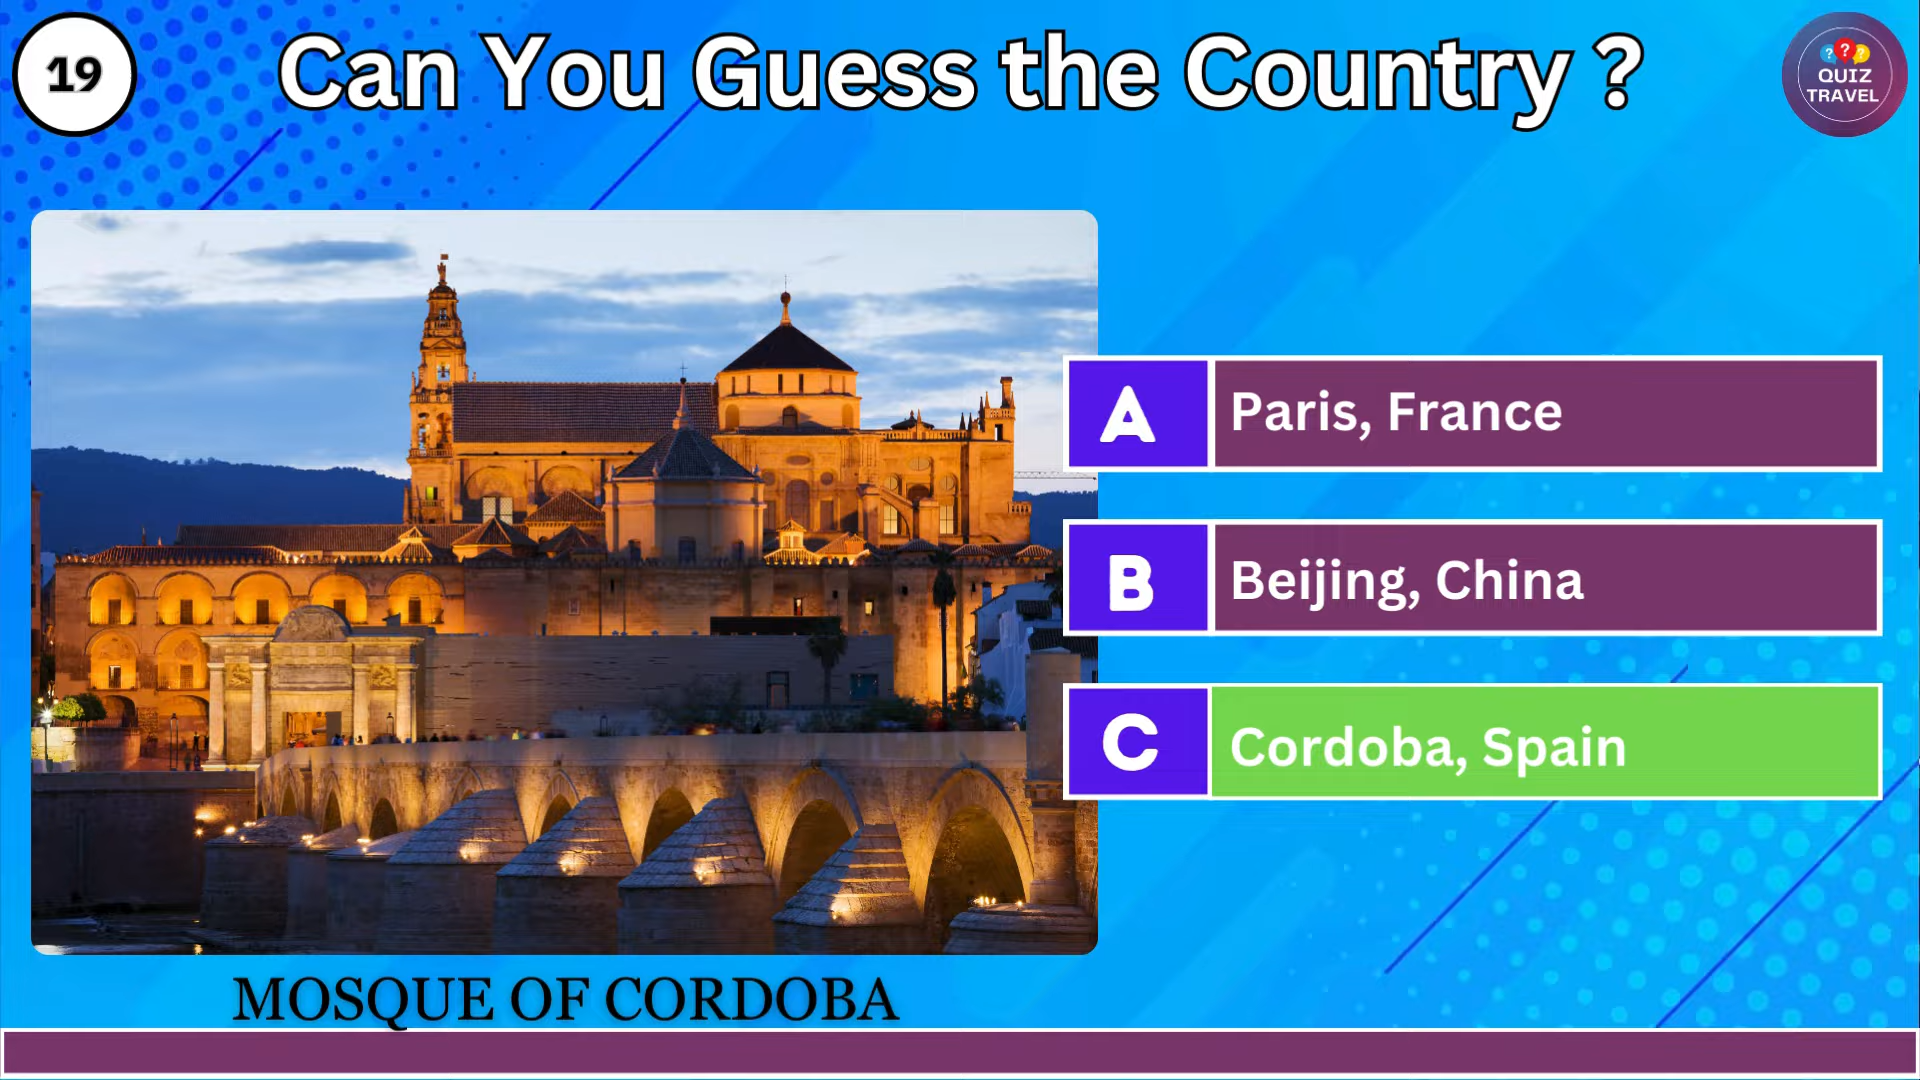 19
Can You Guess the Country ?
? ? ?
QUIZ
TRAVEL
A
Paris, France
B
Beijing, China
C
Cordoba, Spain
MOSQUE OF CORDOBA